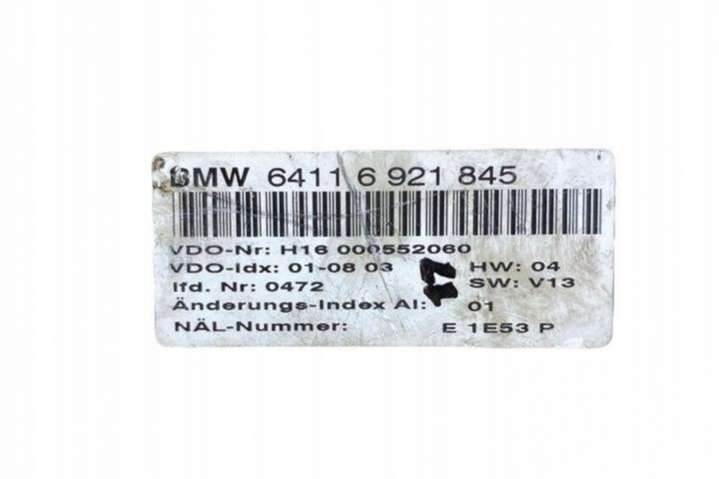 BMW 6411 6 921 845
VDO-Nr: H16 000552060
VDO-Idx: 01-08 03 HW: 04
lfd. Nr: 0472 SW: V13
Änderungs-Index AI: 01
NÄL-Nummer: E 1E53 P